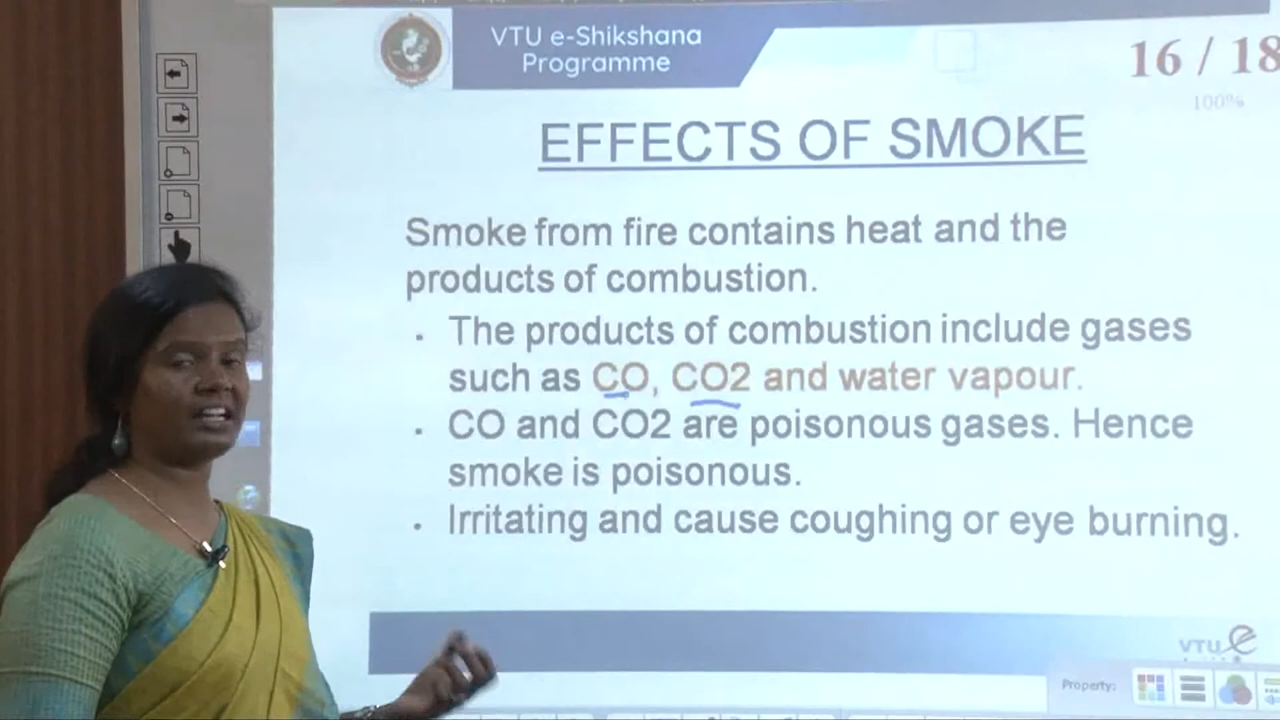 VTU e-Shikshana
Programme
16 / 18
100%
EFFECTS OF SMOKE
Smoke from fire contains heat and the
products of combustion.
. The products of combustion include gases
such as CO, CO2 and water vapour.
. CO and CO2 are poisonous gases. Hence
smoke is poisonous.
. Irritating and cause coughing or eye burning.
VTU e
Property: